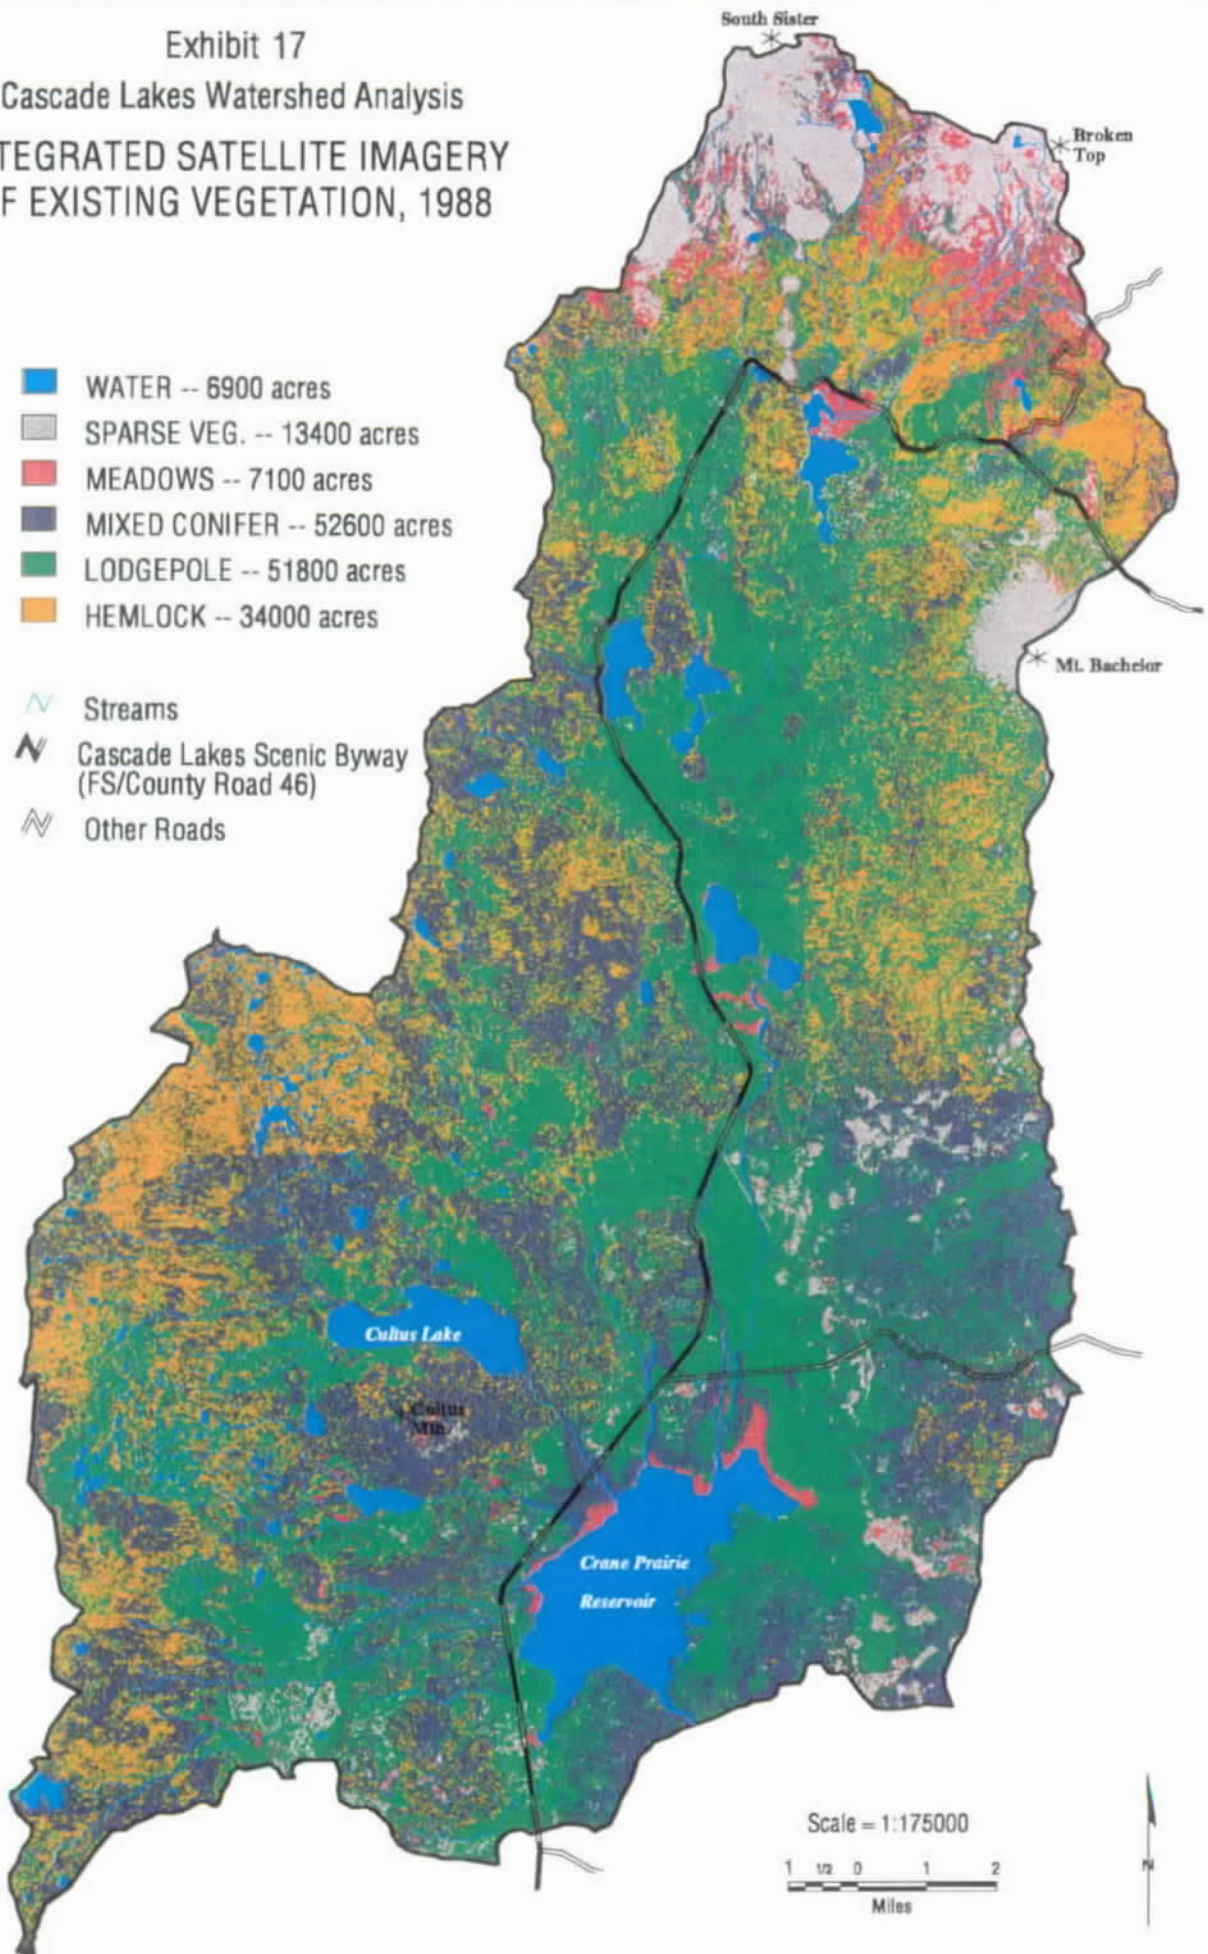 Exhibit 17
Cascade Lakes Watershed Analysis
TEGRATED SATELLITE IMAGERY
F EXISTING VEGETATION, 1988
South Sister
Broken
Top
WATER -- 6900 acres
SPARSE VEG. -- 13400 acres
MEADOWS -- 7100 acres
MIXED CONIFER -- 52600 acres
LODGEPOLE -- 51800 acres
HEMLOCK -- 34000 acres
Mt. Bachelor
Streams
Cascade Lakes Scenic Byway
(FS/County Road 46)
Other Roads
Cultus Lake
Cultus
Mtn.
Crane Prairie
Reservoir
Scale = 1:175000
1 1/2 0 1 2
Miles
N